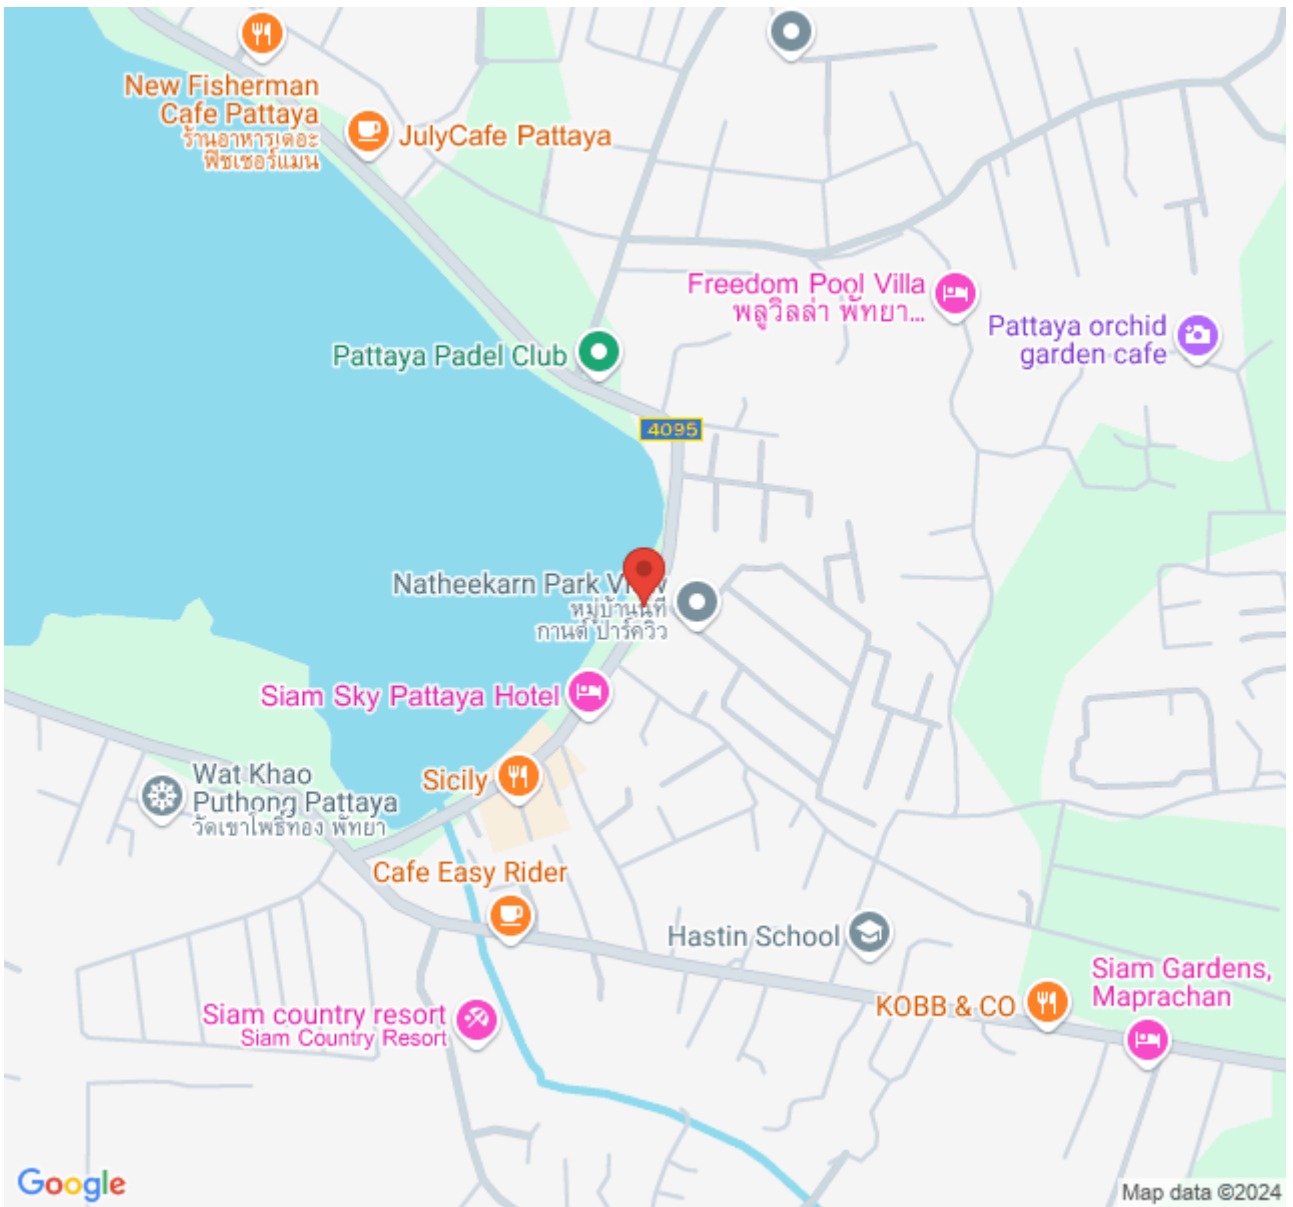 New Fisherman
Cafe Pattaya
ร้านอาหารเดอะ
ฟิชเชอร์แมน
JulyCafe Pattaya
Freedom Pool Villa
พลูวิลล่า พัทยา...
Pattaya orchid
garden cafe
Pattaya Padel Club
4095
Natheekarn Park View
หมู่บ้านนที
กานต์ ปาร์ควิว
Siam Sky Pattaya Hotel
Sicily
Wat Khao
Puthong Pattaya
วัดเขาโพธิ์ทอง พัทยา
Cafe Easy Rider
Hastin School
Siam Gardens,
Maprachan
KOBB & CO
Siam country resort
Siam Country Resort
Google
Map data ©2024